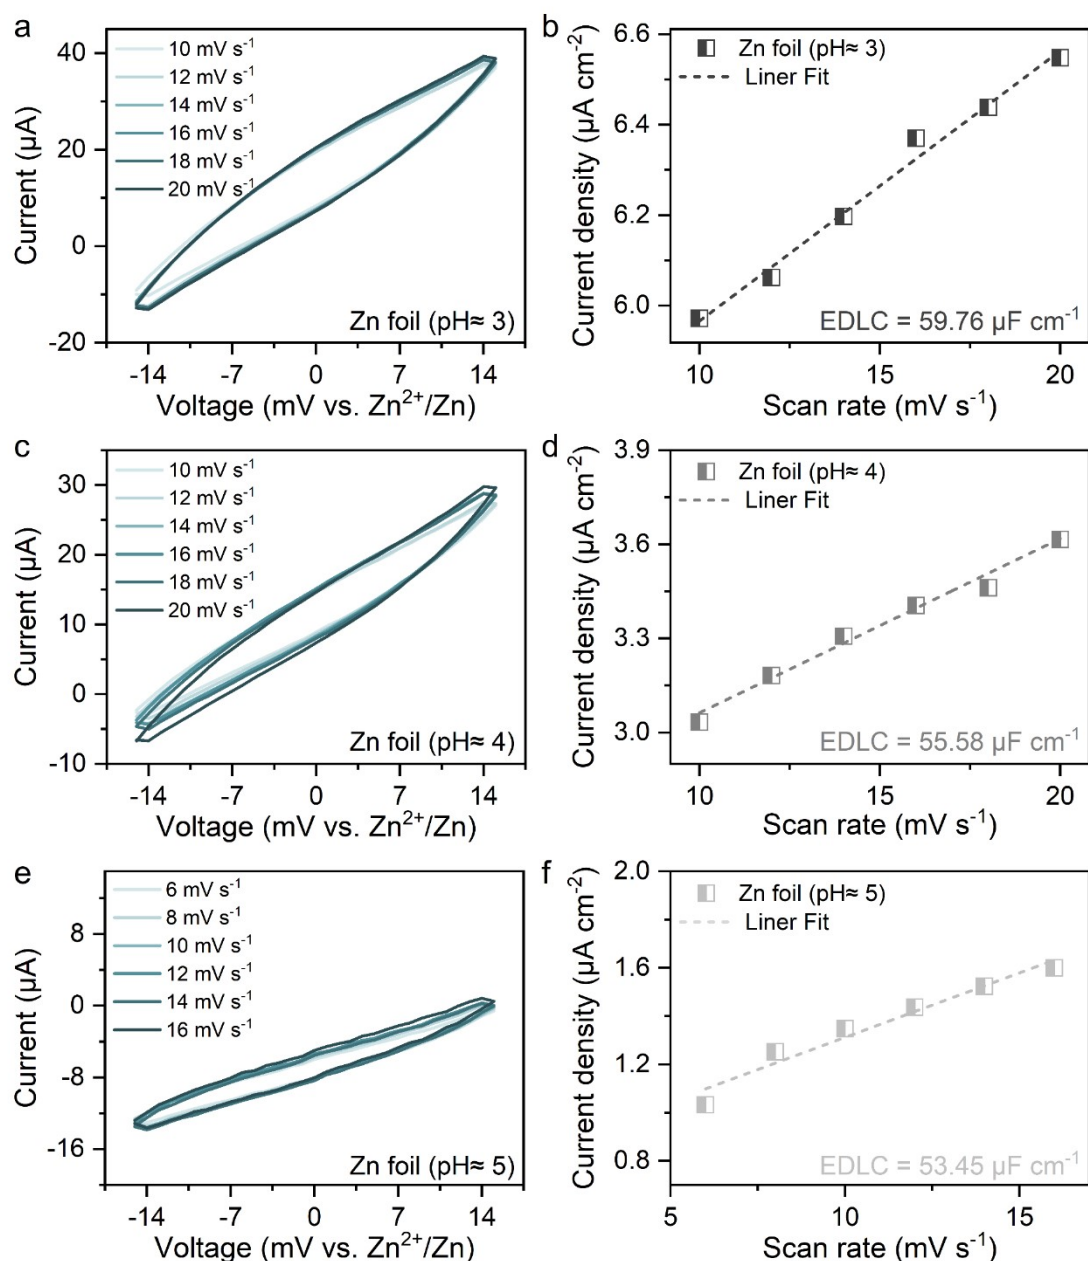 a
40
20
0
-20
Current (µA)
10 mV s⁻¹
12 mV s⁻¹
14 mV s⁻¹
16 mV s⁻¹
18 mV s⁻¹
20 mV s⁻¹
Zn foil (pH≈ 3)
-14 -7 0 7 14
Voltage (mV vs. Zn²⁺/Zn)
b
6.6
6.4
6.2
6.0
Current density (µA cm⁻²)
Zn foil (pH≈ 3)
Liner Fit
EDLC = 59.76 µF cm⁻¹
10 15 20
Scan rate (mV s⁻¹)
c
30
20
10
0
-10
Current (µA)
10 mV s⁻¹
12 mV s⁻¹
14 mV s⁻¹
16 mV s⁻¹
18 mV s⁻¹
20 mV s⁻¹
Zn foil (pH≈ 4)
-14 -7 0 7 14
Voltage (mV vs. Zn²⁺/Zn)
d
3.9
3.6
3.3
3.0
Current density (µA cm⁻²)
Zn foil (pH≈ 4)
Liner Fit
EDLC = 55.58 µF cm⁻¹
10 15 20
Scan rate (mV s⁻¹)
e
8
0
-8
-16
Current (µA)
6 mV s⁻¹
8 mV s⁻¹
10 mV s⁻¹
12 mV s⁻¹
14 mV s⁻¹
16 mV s⁻¹
Zn foil (pH≈ 5)
-14 -7 0 7 14
Voltage (mV vs. Zn²⁺/Zn)
f
2.0
1.6
1.2
0.8
Current density (µA cm⁻²)
Zn foil (pH≈ 5)
Liner Fit
EDLC = 53.45 µF cm⁻¹
5 10 15
Scan rate (mV s⁻¹)